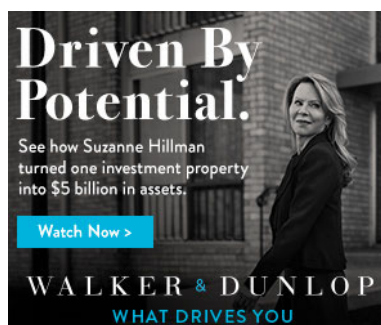 Driven By
Potential.
See how Suzanne Hillman
turned one investment property
into $5 billion in assets.
Watch Now >
WALKER & DUNLOP
WHAT DRIVES YOU